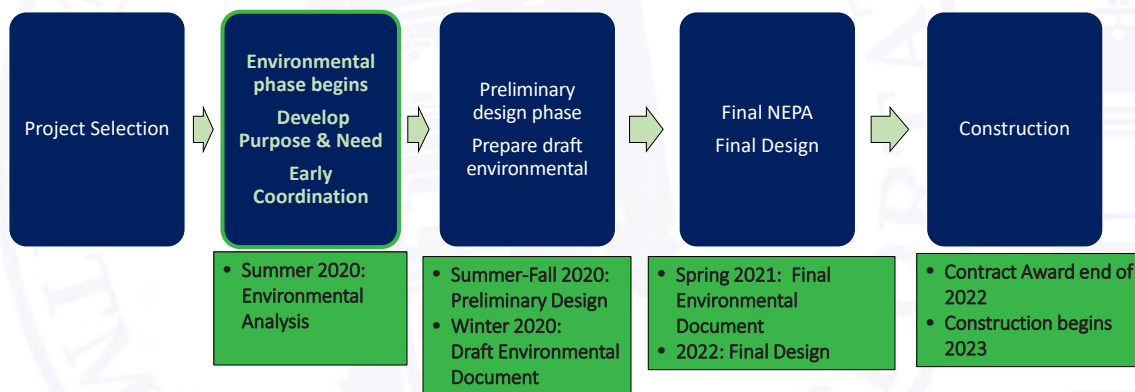 Project Selection
Environmental
phase begins
Develop
Purpose & Need
Early
Coordination
Preliminary
design phase
Prepare draft
environmental
Final NEPA
Final Design
Construction
• Summer 2020:
Environmental
Analysis
• Summer-Fall 2020:
Preliminary Design
• Winter 2020:
Draft Environmental
Document
• Spring 2021: Final
Environmental
Document
• 2022: Final Design
• Contract Award end of
2022
• Construction begins
2023